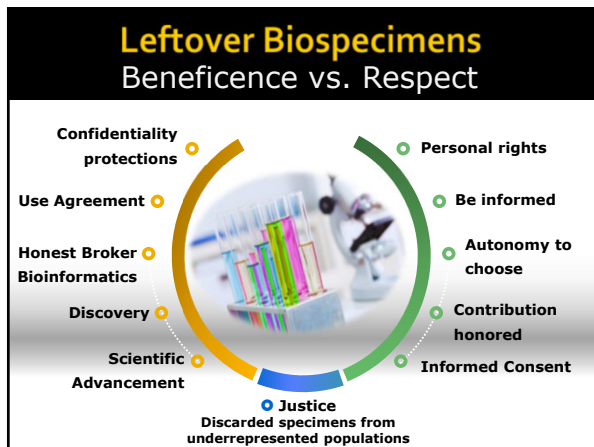 Leftover Biospecimens
Beneficence vs. Respect
Confidentiality
protections
Use Agreement
Honest Broker
Bioinformatics
Discovery
Scientific
Advancement
Personal rights
Be informed
Autonomy to
choose
Contribution
honored
Informed Consent
Justice
Discarded specimens from
underrepresented populations